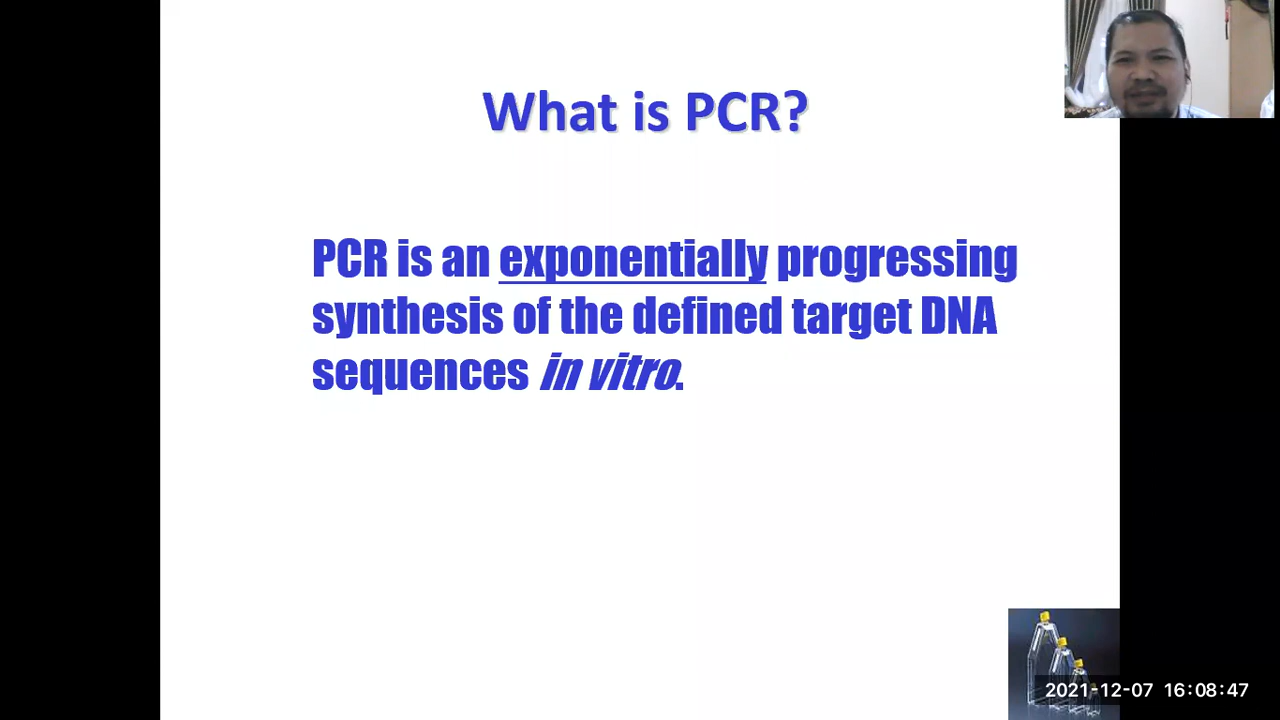 What is PCR?
PCR is an exponentially progressing
synthesis of the defined target DNA
sequences in vitro.
2021-12-07 16:08:47